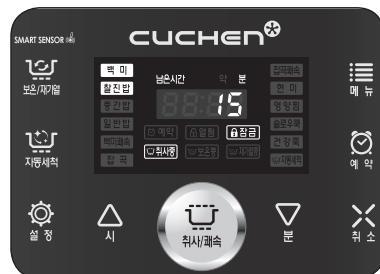 SMART SENSOR
CUCHEN
보온/재가열
백 미
찰진밥
중간밥
일반밥
백미쾌속
잡 곡
남은시간 약 분
88:15
예약 열림 잠금
취사중 보온중 재가열중
잡곡쾌속
현 미
영양찜
슬로우쿡
건강죽
자동세척
메 뉴
자동세척
예 약
설 정
시
취사/쾌속
분
취 소